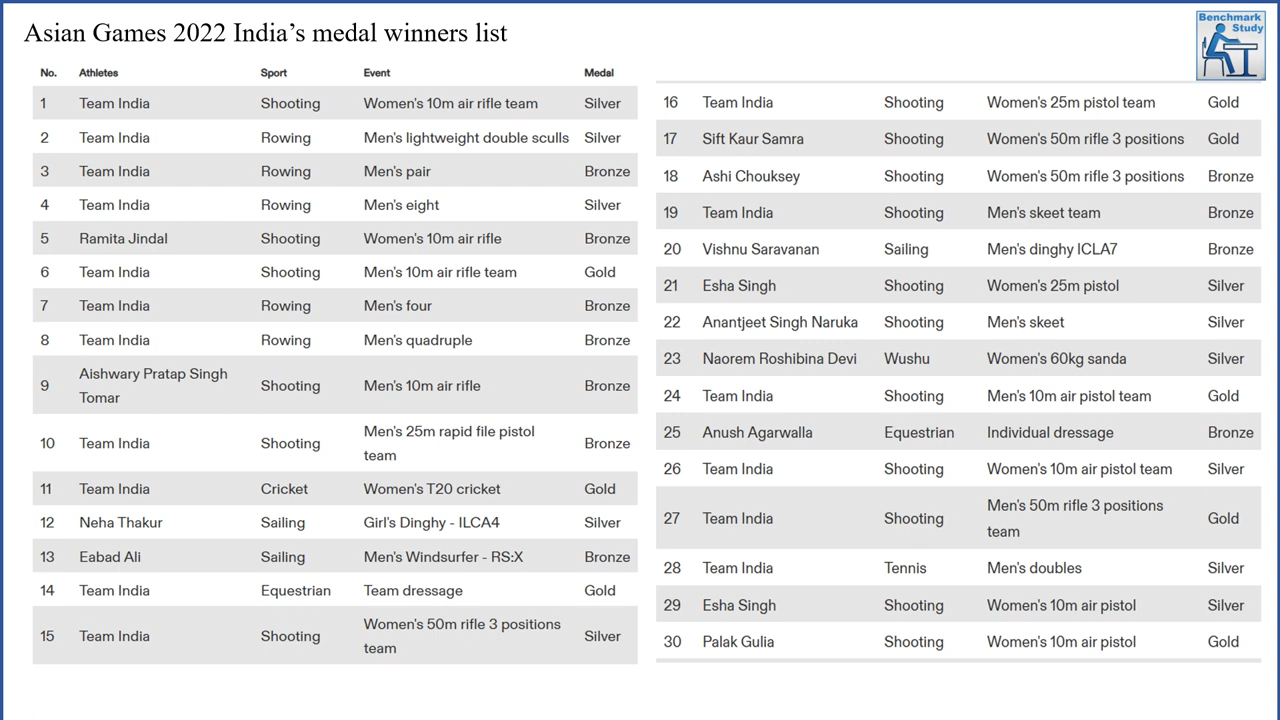 Asian Games 2022 India's medal winners list
Benchmark
Study
No. Athletes Sport Event Medal
1 Team India Shooting Women's 10m air rifle team Silver
2 Team India Rowing Men's lightweight double sculls Silver
3 Team India Rowing Men's pair Bronze
4 Team India Rowing Men's eight Silver
5 Ramita Jindal Shooting Women's 10m air rifle Bronze
6 Team India Shooting Men's 10m air rifle team Gold
7 Team India Rowing Men's four Bronze
8 Team India Rowing Men's quadruple Bronze
9 Aishwary Pratap Singh
Tomar Shooting Men's 10m air rifle Bronze
10 Team India Shooting Men's 25m rapid file pistol
team Bronze
11 Team India Cricket Women's T20 cricket Gold
12 Neha Thakur Sailing Girl's Dinghy - ILCA4 Silver
13 Eabad Ali Sailing Men's Windsurfer - RS:X Bronze
14 Team India Equestrian Team dressage Gold
15 Team India Shooting Women's 50m rifle 3 positions
team Silver
16 Team India Shooting Women's 25m pistol team Gold
17 Sift Kaur Samra Shooting Women's 50m rifle 3 positions Gold
18 Ashi Chouksey Shooting Women's 50m rifle 3 positions Bronze
19 Team India Shooting Men's skeet team Bronze
20 Vishnu Saravanan Sailing Men's dinghy ICLA7 Bronze
21 Esha Singh Shooting Women's 25m pistol Silver
22 Anantjeet Singh Naruka Shooting Men's skeet Silver
23 Naorem Roshibina Devi Wushu Women's 60kg sanda Silver
24 Team India Shooting Men's 10m air pistol team Gold
25 Anush Agarwalla Equestrian Individual dressage Bronze
26 Team India Shooting Women's 10m air pistol team Silver
27 Team India Shooting Men's 50m rifle 3 positions
team Gold
28 Team India Tennis Men's doubles Silver
29 Esha Singh Shooting Women's 10m air pistol Silver
30 Palak Gulia Shooting Women's 10m air pistol Gold